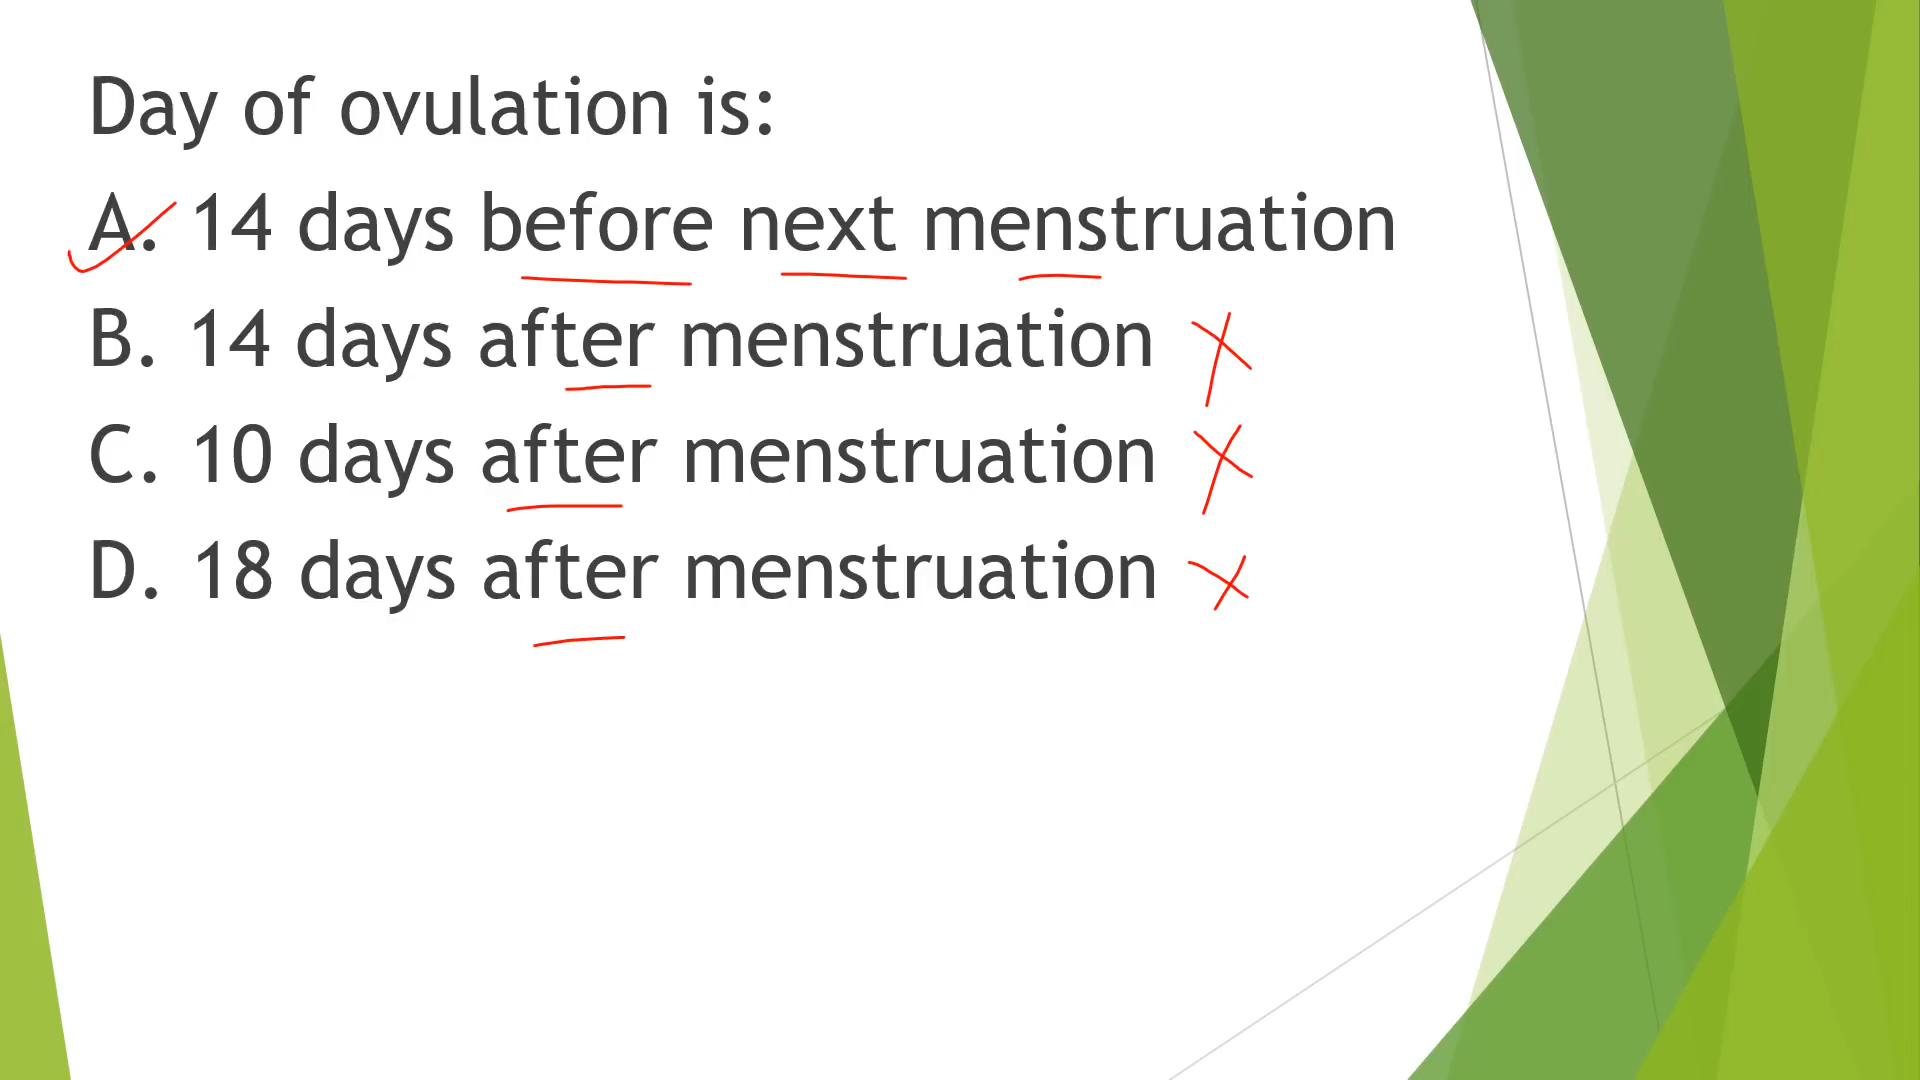 Day of ovulation is:
A. 14 days before next menstruation
B. 14 days after menstruation
C. 10 days after menstruation
D. 18 days after menstruation